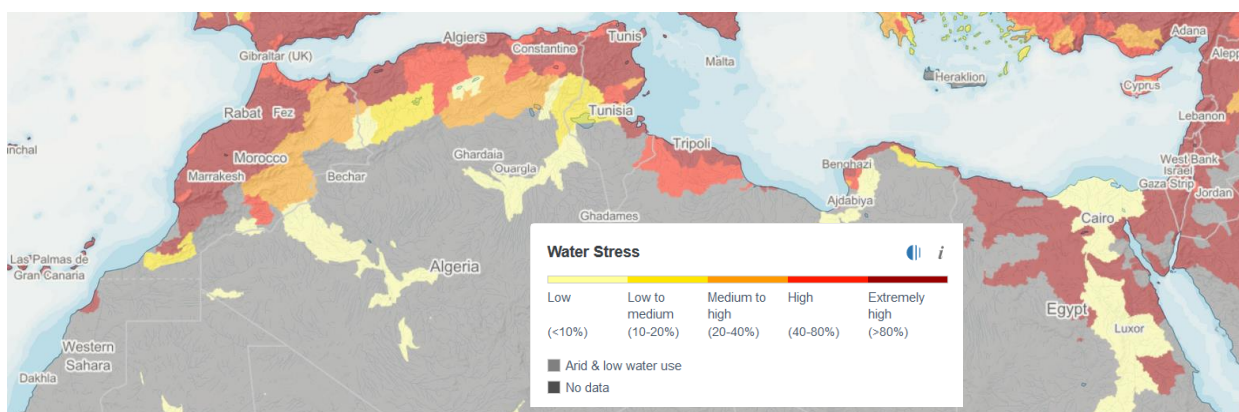 Algiers
Constantine
Tunis
Gibraltar (UK)
Malta
Adana
Alepp
Heraklion
Cyprus
Rabat
Fez
Tunisia
Lebanon
nchal
Morocco
Ghardaia
Ouargla
Tripoli
Benghazi
West Bank
Israel
Gaza Strip
Jordan
Marrakesh
Bechar
Ajdabiya
Ghadames
Cairo
Las Palmas de
Gran Canaria
Algeria
Egypt
Luxor
Western
Sahara
Dakhla
Water Stress
i
Low
Low to
medium
Medium to
high
High
Extremely
high
(<10%)
(10-20%)
(20-40%)
(40-80%)
(>80%)
Arid & low water use
No data